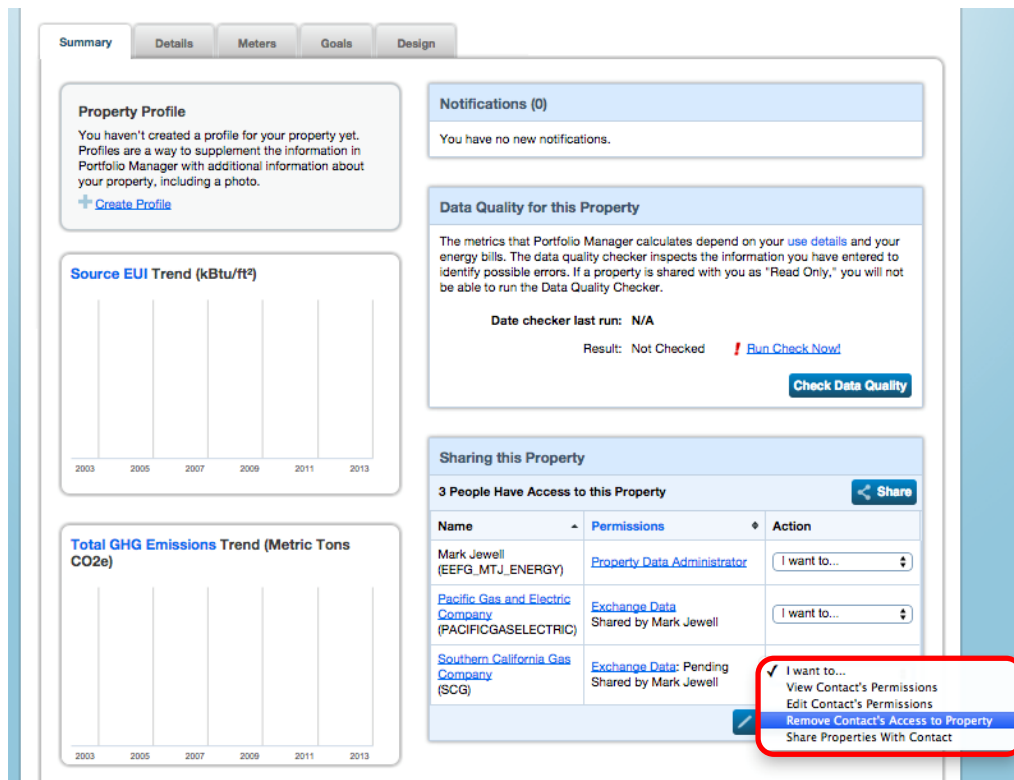 Summary
Details
Meters
Goals
Design
Property Profile
You haven't created a profile for your property yet.
Profiles are a way to supplement the information in
Portfolio Manager with additional information about
your property, including a photo.
Create Profile
Source EUI Trend (kBtu/ft²)
2003 2005 2007 2009 2011 2013
Total GHG Emissions Trend (Metric Tons
CO2e)
2003 2005 2007 2009 2011 2013
Notifications (0)
You have no new notifications.
Data Quality for this Property
The metrics that Portfolio Manager calculates depend on your use details and your
energy bills. The data quality checker inspects the information you have entered to
identify possible errors. If a property is shared with you as "Read Only," you will not
be able to run the Data Quality Checker.
Date checker last run: N/A
Result: Not Checked ! Run Check Now!
Check Data Quality
Sharing this Property
3 People Have Access to this Property
Share
Name Permissions Action
Mark Jewell
(EEFG_MTJ_ENERGY)
Property Data Administrator
I want to...
Pacific Gas and Electric
Company
(PACIFICGASELECTRIC)
Exchange Data
Shared by Mark Jewell
I want to...
Southern California Gas
Company
(SCG)
Exchange Data: Pending
Shared by Mark Jewell
✓ I want to...
View Contact's Permissions
Edit Contact's Permissions
Remove Contact's Access to Property
Share Properties With Contact